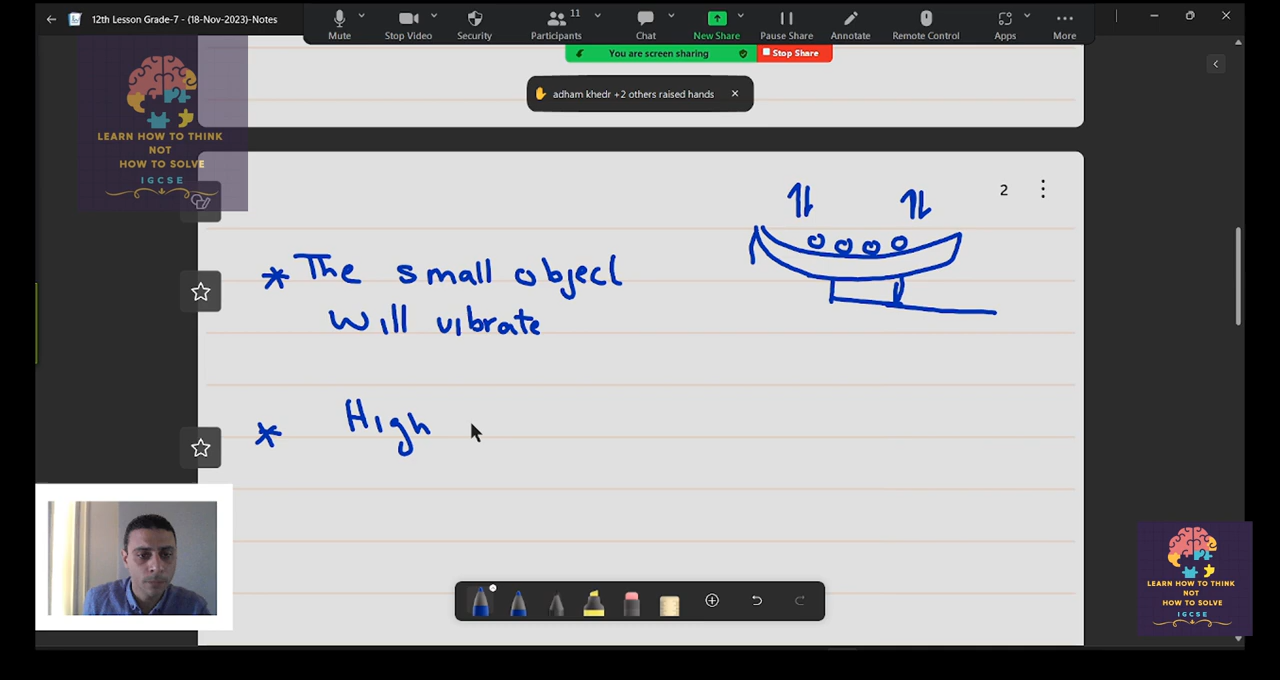 12th Lesson Grade-7 - (18-Nov-2023)-Notes
Mute
Stop Video
Security
11
Participants
Chat
New Share
Pause Share
Annotate
Remote Control
Apps
More
You are screen sharing
Stop Share
adham khedr +2 others raised hands
LEARN HOW TO THINK
NOT
HOW TO SOLVE
IGCSE
2
* The small object
will vibrate
* High
LEARN HOW TO THINK
NOT
HOW TO SOLVE
IGCSE